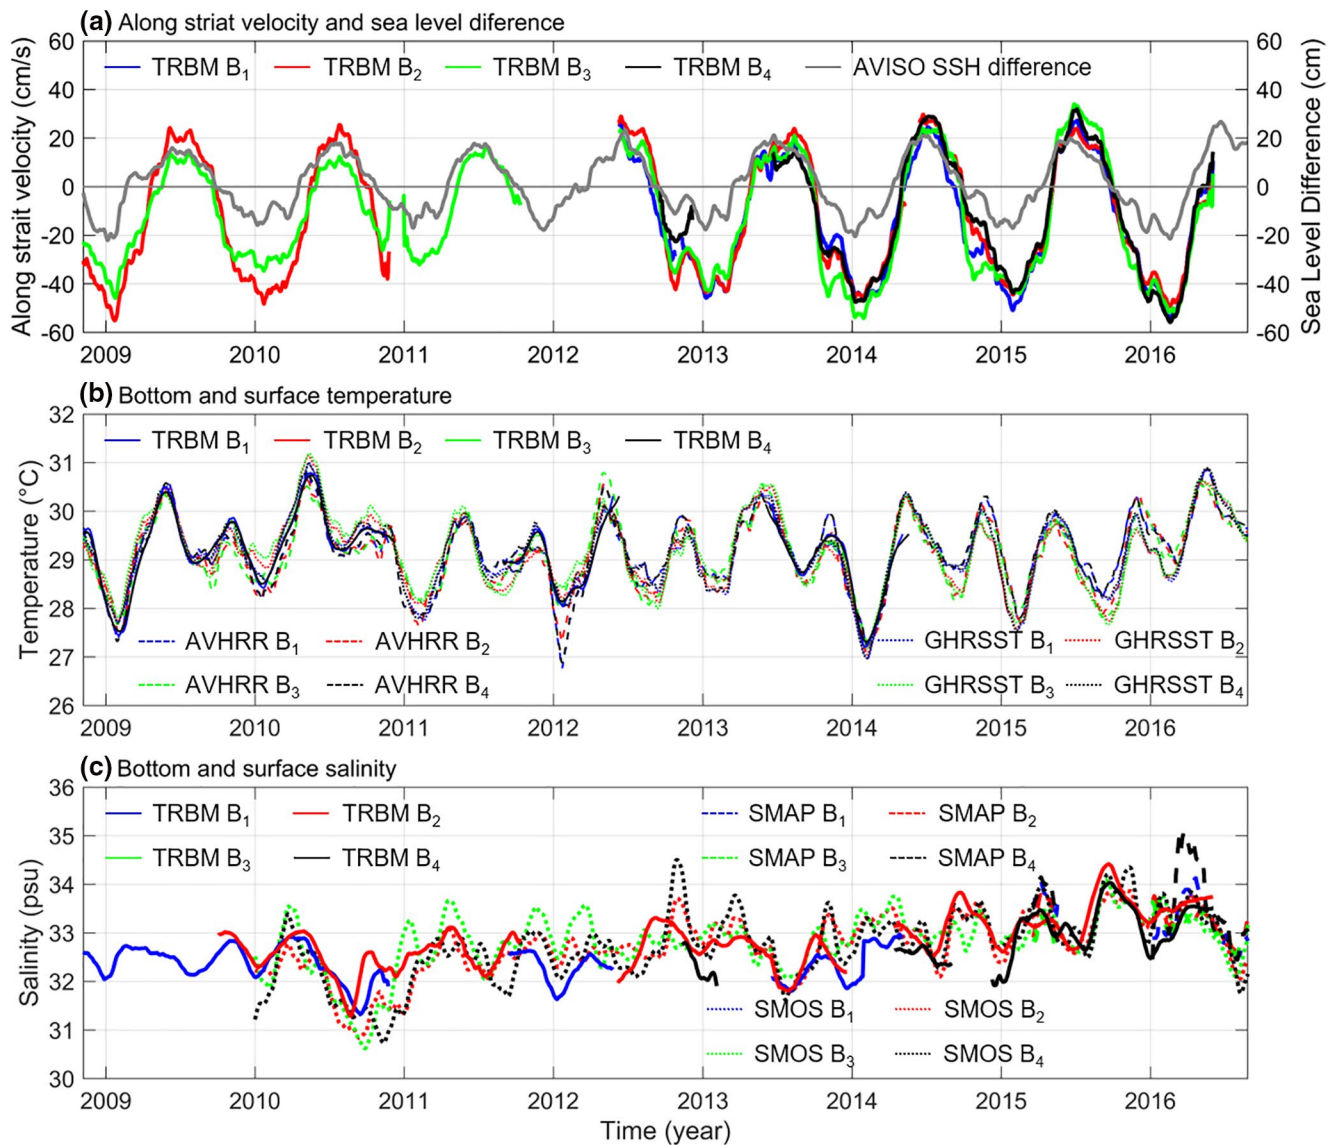 (a) Along striat velocity and sea level diference
60 60
TRBM B1 TRBM B2 TRBM B3 TRBM B4 AVISO SSH difference
40 40
20 20
0 0
-20 -20
-40 -40
-60 -60
Along strait velocity (cm/s)
Sea Level Difference (cm)
2009 2010 2011 2012 2013 2014 2015 2016
(b) Bottom and surface temperature
32
TRBM B1 TRBM B2 TRBM B3 TRBM B4
31
30
29
28
27
26
Temperature (°C)
AVHRR B1 AVHRR B2 GHRSST B1 GHRSST B2
AVHRR B3 AVHRR B4 GHRSST B3 GHRSST B4
2009 2010 2011 2012 2013 2014 2015 2016
(c) Bottom and surface salinity
36
TRBM B1 TRBM B2 SMAP B1 SMAP B2
35
TRBM B3 TRBM B4 SMAP B3 SMAP B4
34
33
32
31
30
Salinity (psu)
SMOS B1 SMOS B2
SMOS B3 SMOS B4
2009 2010 2011 2012 2013 2014 2015 2016
Time (year)